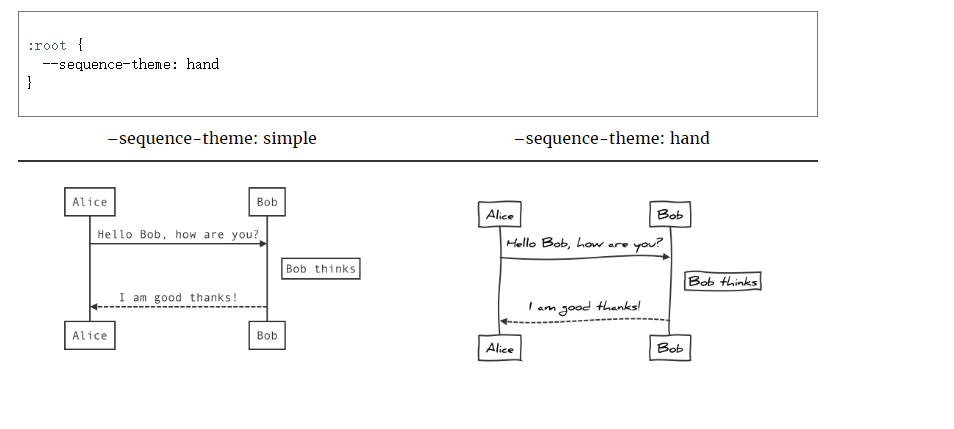 :root {
--sequence-theme: hand
}
–sequence-theme: simple
–sequence-theme: hand
Alice
Bob
Hello Bob, how are you?
Bob thinks
I am good thanks!
Alice
Bob
Alice
Bob
Hello Bob, how are you?
Bob thinks
I am good thanks!
Alice
Bob